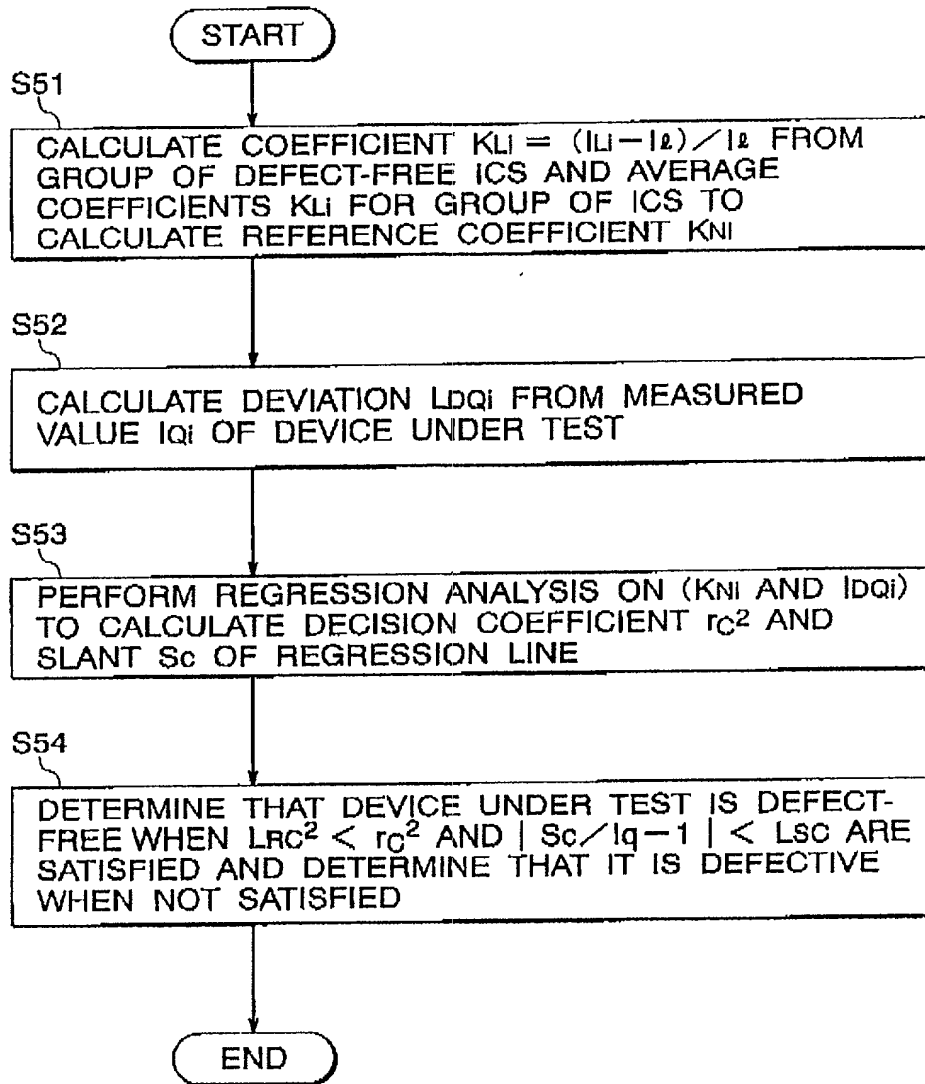 START
S51
CALCULATE COEFFICIENT KLi = (ILi−Iℓ)/Iℓ FROM
GROUP OF DEFECT-FREE ICS AND AVERAGE
COEFFICIENTS KLi FOR GROUP OF ICS TO
CALCULATE REFERENCE COEFFICIENT KNI
S52
CALCULATE DEVIATION LDQi FROM MEASURED
VALUE IQi OF DEVICE UNDER TEST
S53
PERFORM REGRESSION ANALYSIS ON (KNI AND IDQi)
TO CALCULATE DECISION COEFFICIENT rC² AND
SLANT SC OF REGRESSION LINE
S54
DETERMINE THAT DEVICE UNDER TEST IS DEFECT-
FREE WHEN LRC² < rC² AND | SC/Iq−1 | < LSC ARE
SATISFIED AND DETERMINE THAT IT IS DEFECTIVE
WHEN NOT SATISFIED
END